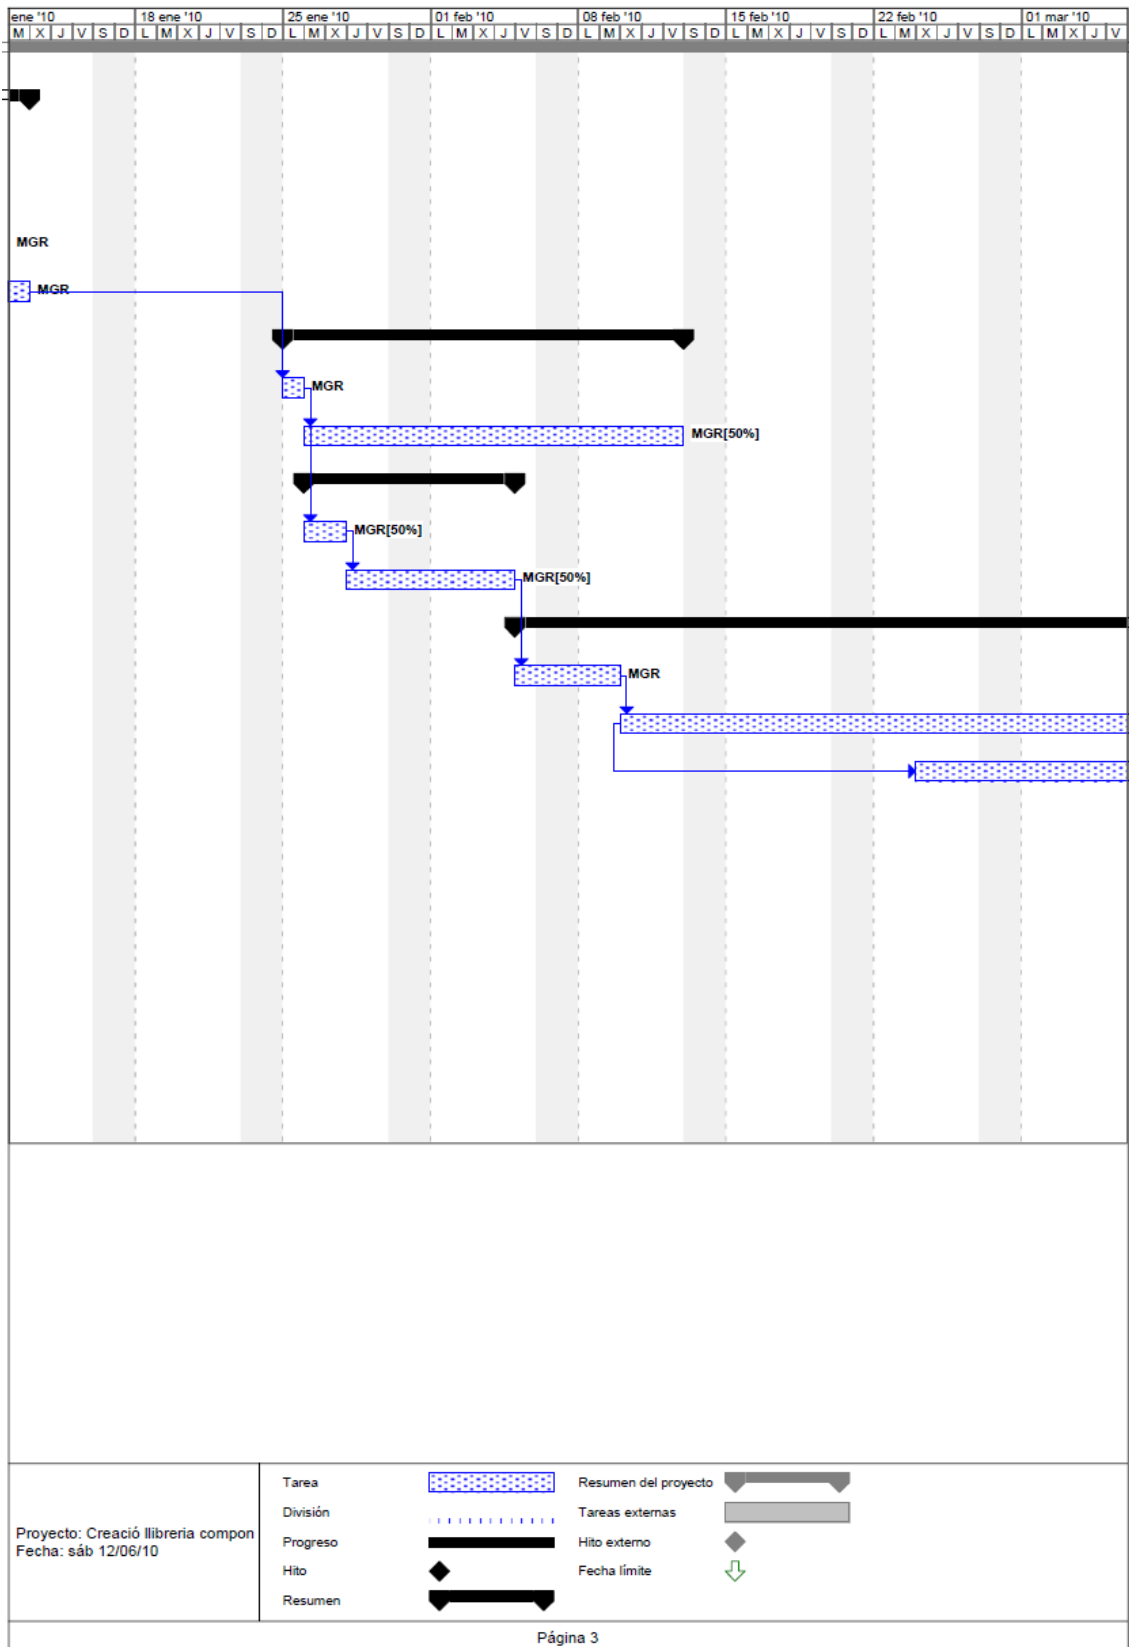 ene '10 18 ene '10 25 ene '10 01 feb '10 08 feb '10 15 feb '10 22 feb '10 01 mar '10
M X J V S D L M X J V S D L M X J V S D L M X J V S D L M X J V S D L M X J V S D L M X J V S D L M X J V
MGR
MGR
MGR
MGR[50%]
MGR[50%]
MGR[50%]
MGR
Proyecto: Creació llibreria compon
Fecha: sáb 12/06/10
Tarea
División
Progreso
Hito
Resumen
Resumen del proyecto
Tareas externas
Hito externo
Fecha límite
Página 3